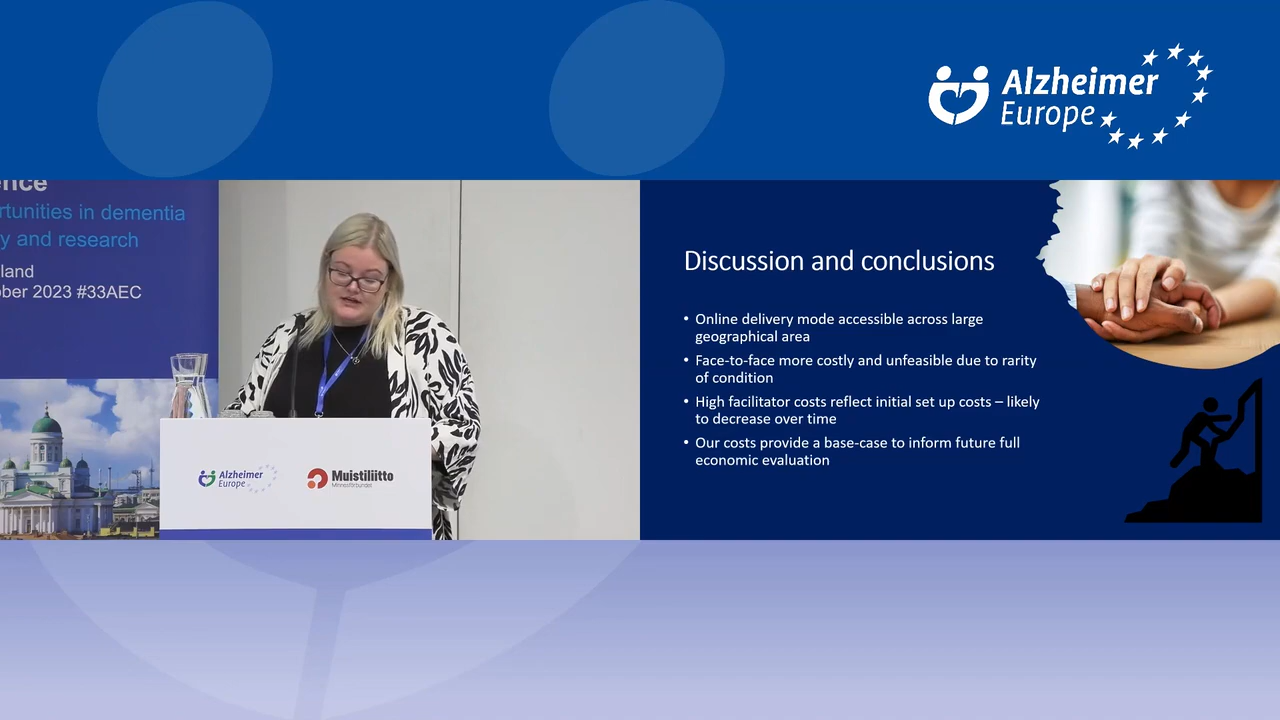 Alzheimer
Europe
ence
rtunities in dementia
y and research
land
ober 2023 #33AEC
Alzheimer
Europe
Muistiliitto
Minnesförbundet
Discussion and conclusions
• Online delivery mode accessible across large
geographical area
• Face-to-face more costly and unfeasible due to rarity
of condition
• High facilitator costs reflect initial set up costs – likely
to decrease over time
• Our costs provide a base-case to inform future full
economic evaluation